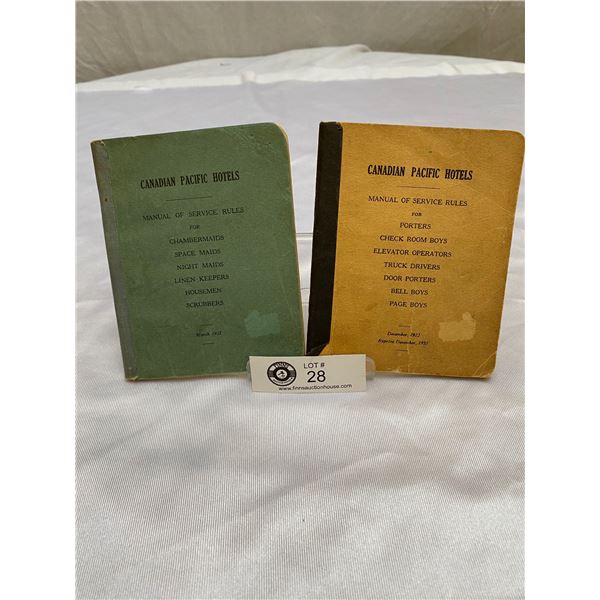 CANADIAN PACIFIC HOTELS
MANUAL OF SERVICE RULES
FOR
CHAMBERMAIDS
SPACE MAIDS
NIGHT MAIDS
LINEN KEEPERS
HOUSEMEN
SCRUBBERS
CANADIAN PACIFIC HOTELS
MANUAL OF SERVICE RULES
FOR
PORTERS
CHECK ROOM BOYS
ELEVATOR OPERATORS
TRUCK DRIVERS
DOOR PORTERS
BELL BOYS
PAGE BOYS
Reprint December,
LOT #
28
www.finnsauctionhouse.com